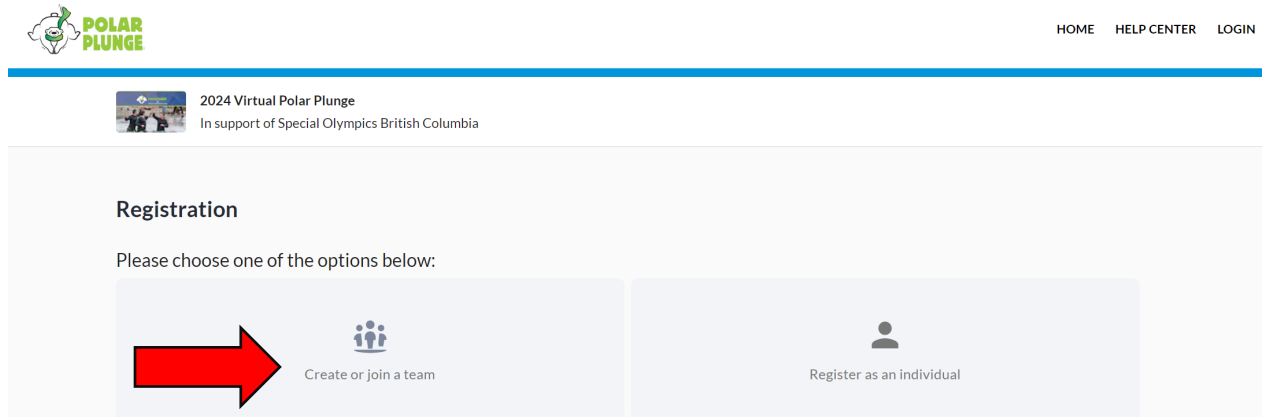 POLAR
PLUNGE
HOME HELP CENTER LOGIN
2024 Virtual Polar Plunge
In support of Special Olympics British Columbia
Registration
Please choose one of the options below:
Create or join a team
Register as an individual